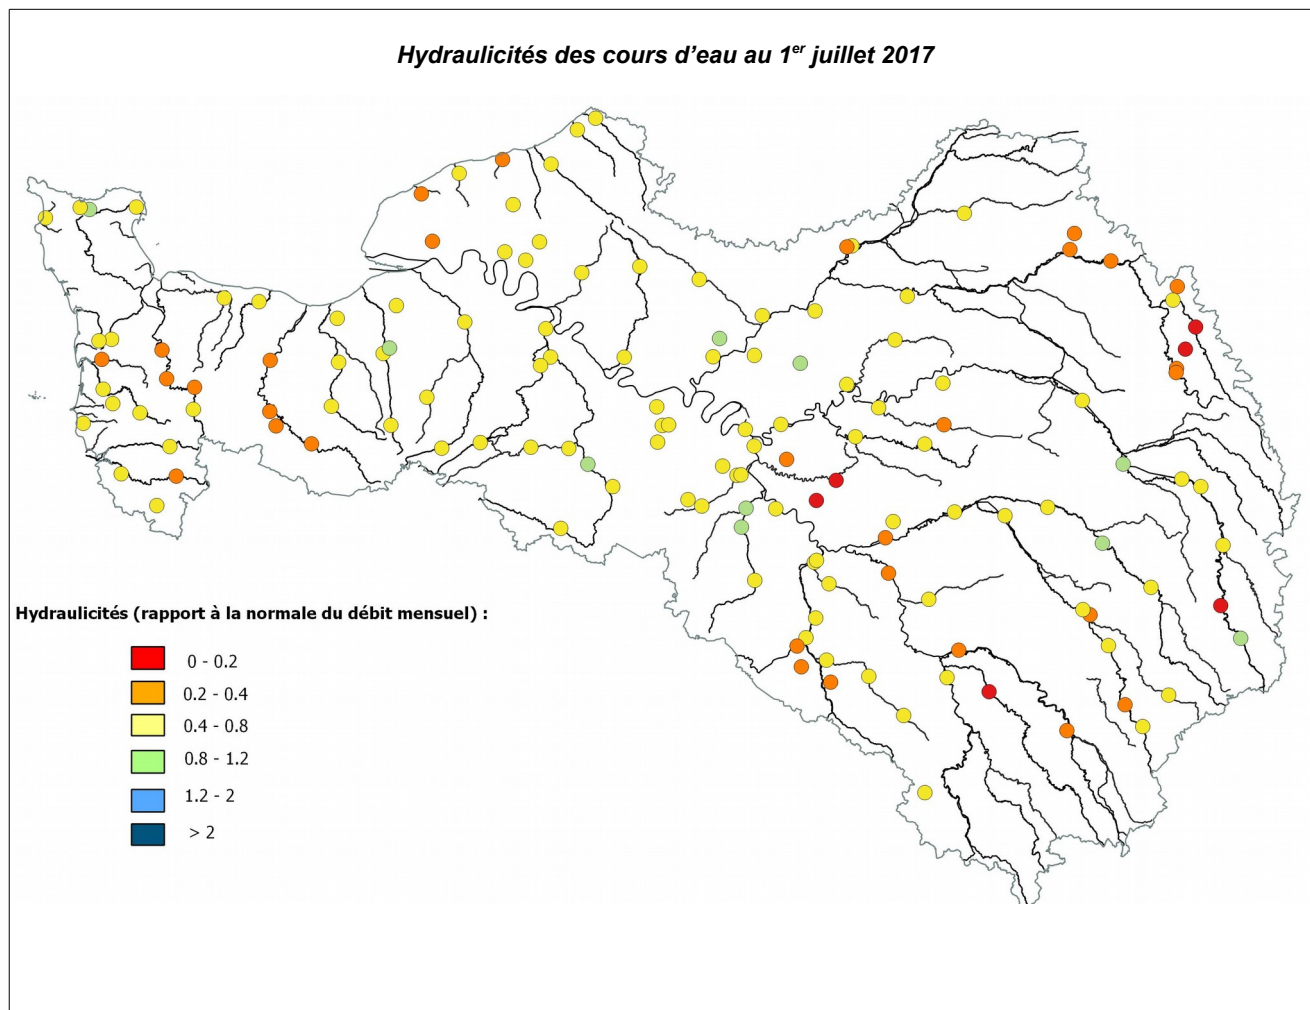 Hydraulicités des cours d’eau au 1er juillet 2017
Hydraulicités (rapport à la normale du débit mensuel) :
0 - 0.2
0.2 - 0.4
0.4 - 0.8
0.8 - 1.2
1.2 - 2
> 2